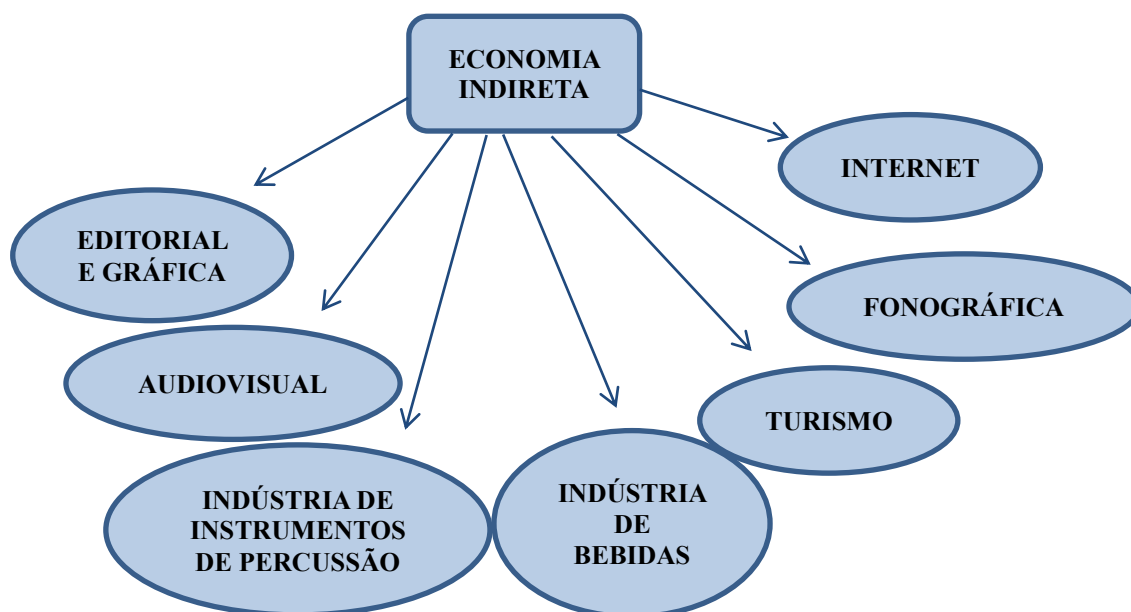 ECONOMIA
INDIRETA
INTERNET
EDITORIAL
E GRÁFICA
FONOGRÁFICA
AUDIOVISUAL
TURISMO
INDÚSTRIA DE
INSTRUMENTOS
DE PERCUSSÃO
INDÚSTRIA
DE
BEBIDAS